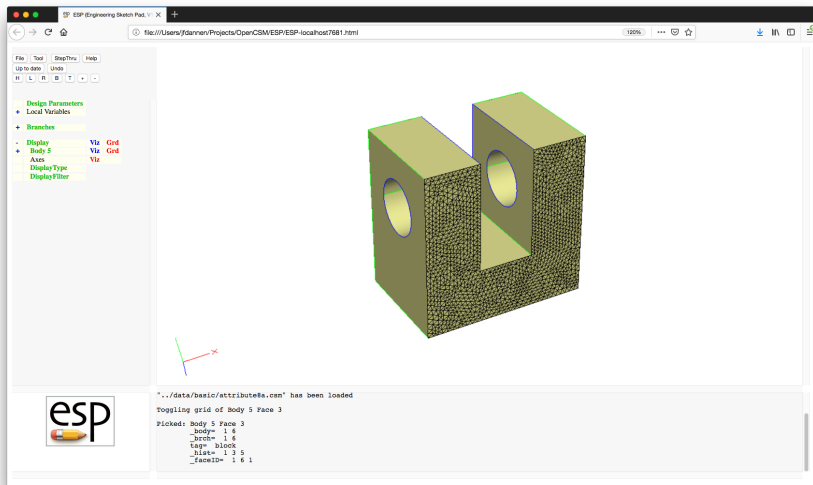 ESP (Engineering Sketch Pad, V
file:///Users/jfdannen/Projects/OpenCSM/ESP/ESP-localhost7681.html
120%
File Tool StepThru Help
Up to date Undo
H L R B T + -
Design Parameters
+ Local Variables
+ Branches
- Display Viz Grd
+ Body 5 Viz Grd
Axes Viz
DisplayType
DisplayFilter
x
"../data/basic/attribute8a.csm" has been loaded
Toggling grid of Body 5 Face 3
Picked: Body 5 Face 3
_body= 1 6
_brch= 1 6
tag= block
_hist= 1 3 5
_faceID= 1 6 1
esp